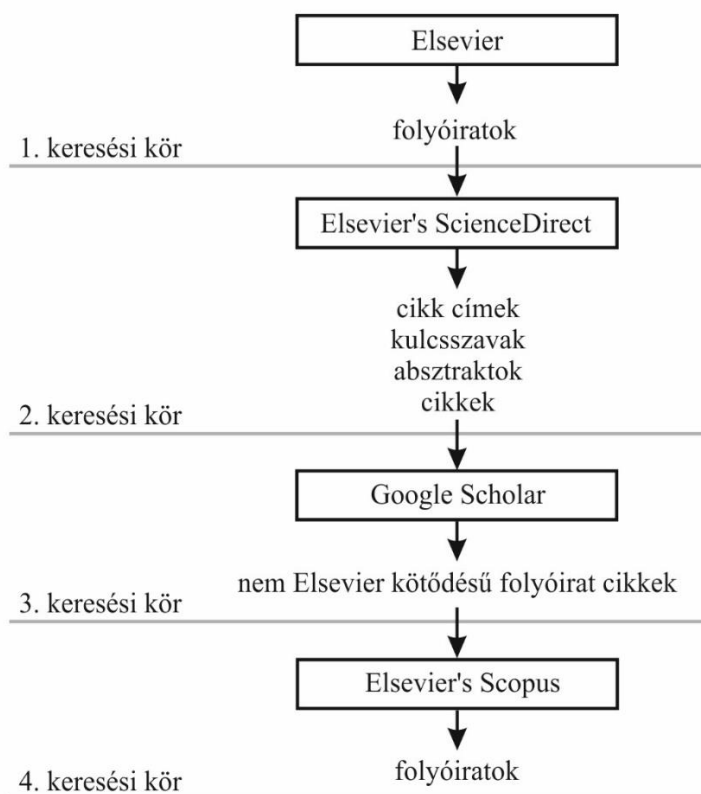 Elsevier
folyóiratok
1. keresési kör
Elsevier's ScienceDirect
cikk címek
kulcsszavak
absztraktok
cikkek
2. keresési kör
Google Scholar
nem Elsevier kötődésű folyóirat cikkek
3. keresési kör
Elsevier's Scopus
folyóiratok
4. keresési kör